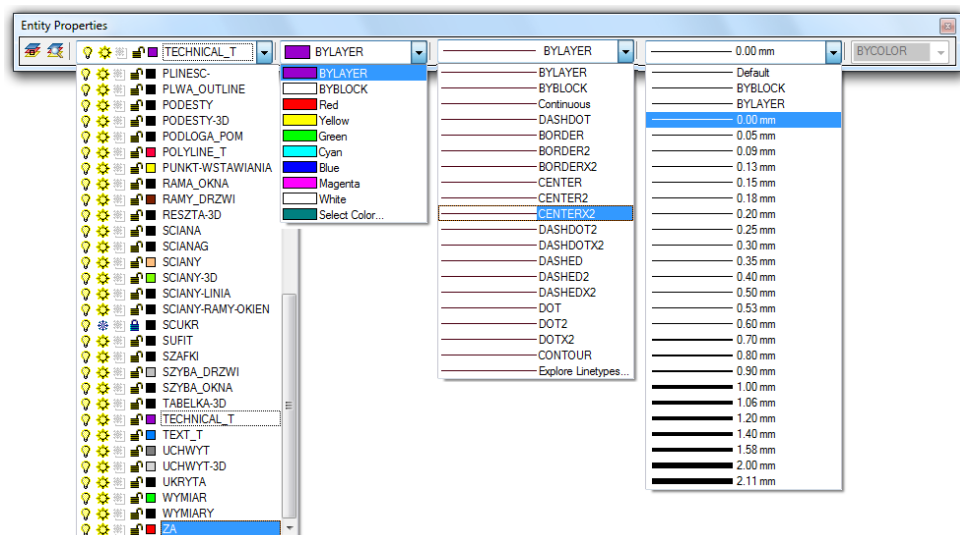 Entity Properties
TECHNICAL_T
BYLAYER
BYLAYER
0.00 mm
BYCOLOR
PLINESC-
PLWA_OUTLINE
PODESTY
PODESTY-3D
PODLOGA_POM
POLYLINE_T
PUNKT-WSTAWIANIA
RAMA_OKNA
RAMY_DRZWI
RESZTA-3D
SCIANA
SCIANAG
SCIANY
SCIANY-3D
SCIANY-LINIA
SCIANY-RAMY-OKIEN
SCUKR
SUFIT
SZAFKI
SZYBA_DRZWI
SZYBA_OKNA
TABELKA-3D
TECHNICAL_T
TEXT_T
UCHWYT
UCHWYT-3D
UKRYTA
WYMIAR
WYMIARY
ZA
BYLAYER
BYBLOCK
Red
Yellow
Green
Cyan
Blue
Magenta
White
Select Color...
BYLAYER
BYBLOCK
Continuous
DASHDOT
BORDER
BORDER2
BORDERX2
CENTER
CENTER2
CENTERX2
DASHDOT2
DASHDOTX2
DASHED
DASHED2
DASHEDX2
DOT
DOT2
DOTX2
CONTOUR
Explore Linetypes...
Default
BYBLOCK
BYLAYER
0.00 mm
0.05 mm
0.09 mm
0.13 mm
0.15 mm
0.18 mm
0.20 mm
0.25 mm
0.30 mm
0.35 mm
0.40 mm
0.50 mm
0.53 mm
0.60 mm
0.70 mm
0.80 mm
0.90 mm
1.00 mm
1.06 mm
1.20 mm
1.40 mm
1.58 mm
2.00 mm
2.11 mm